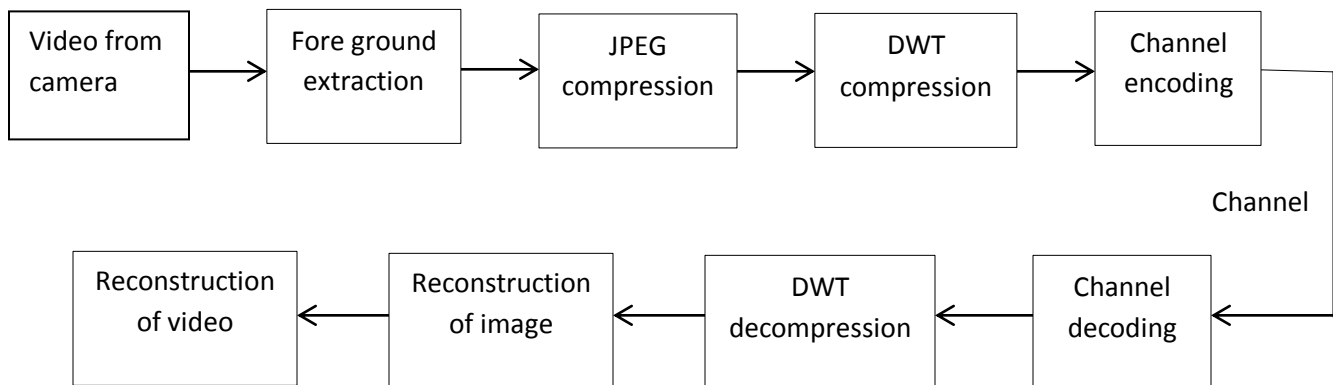 Video from
camera
Fore ground
extraction
JPEG
compression
DWT
compression
Channel
encoding
Channel
Reconstruction
of video
Reconstruction
of image
DWT
decompression
Channel
decoding